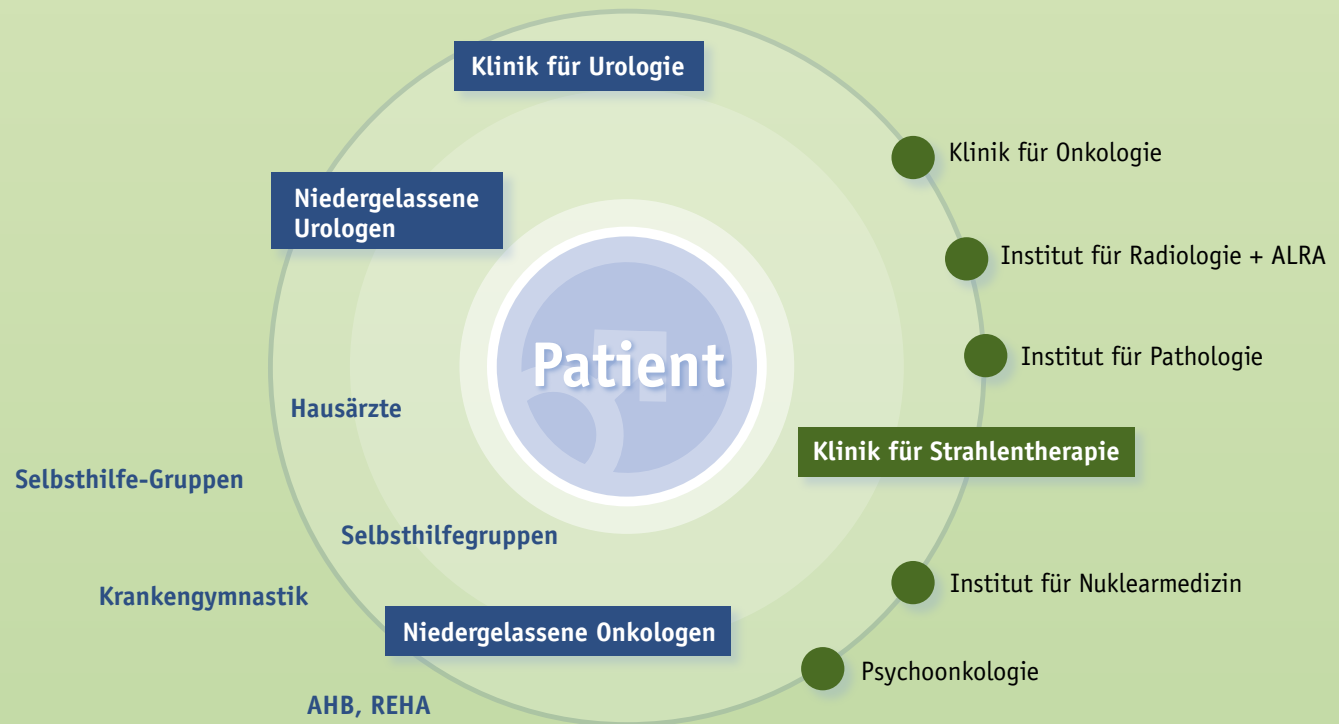 Klinik für Urologie
Klinik für Onkologie
Niedergelassene
Urologen
Institut für Radiologie + ALRA
Patient
Institut für Pathologie
Hausärzte
Klinik für Strahlentherapie
Selbsthilfe-Gruppen
Selbsthilfegruppen
Krankengymnastik
Institut für Nuklearmedizin
Niedergelassene Onkologen
Psychoonkologie
AHB, REHA